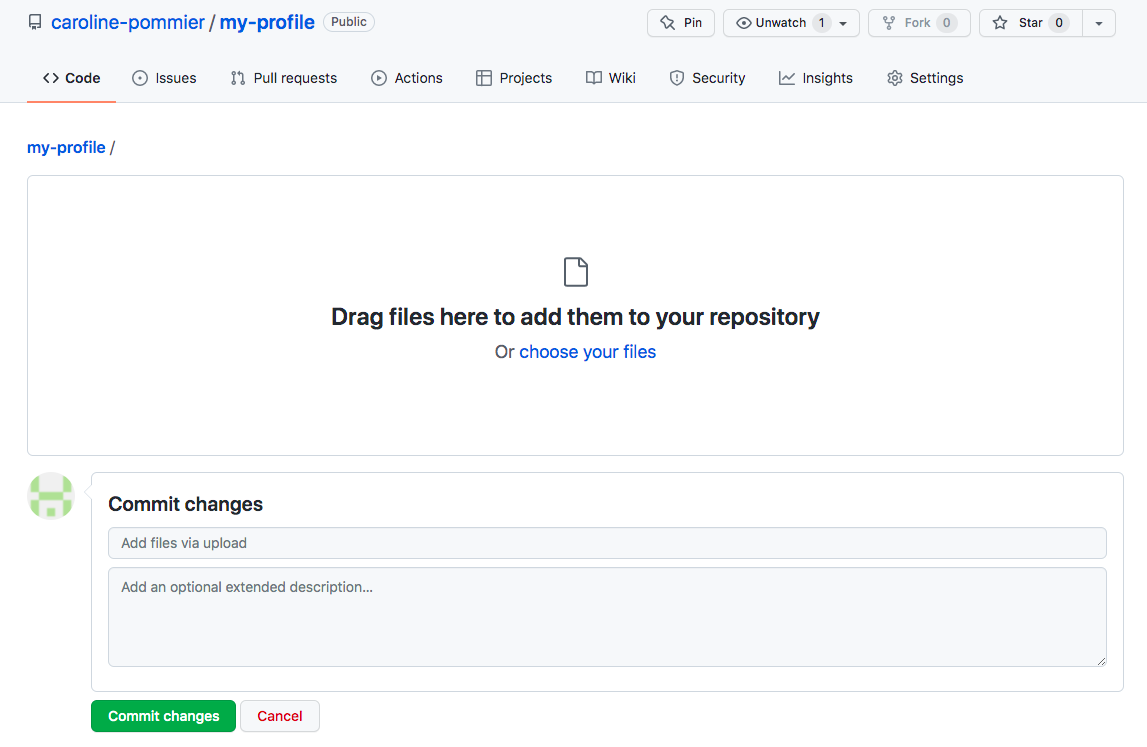 caroline-pommier / my-profile Public Pin Unwatch 1 Fork 0 Star 0
Code Issues Pull requests Actions Projects Wiki Security Insights Settings
my-profile /
Drag files here to add them to your repository
Or choose your files
Commit changes
Add files via upload
Add an optional extended description...
Commit changes Cancel